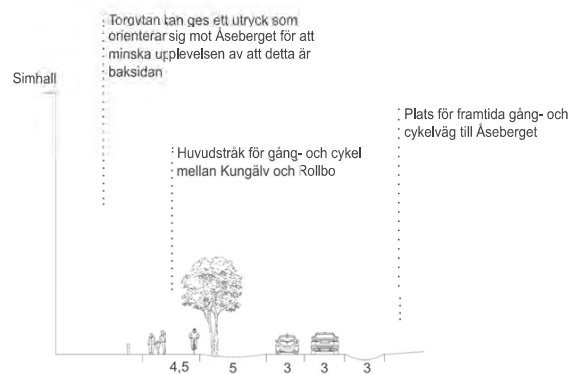 Torgytan kan ges ett utryck som
orienterar sig mot Åseberget för att
minska upplevelsen av att detta är
baksidan
Simhall
Plats för framtida gång- och
cykelväg till Åseberget
Huvudstråk för gång- och cykel
mellan Kungälv och Rollbo
4,5 5 3 3 3